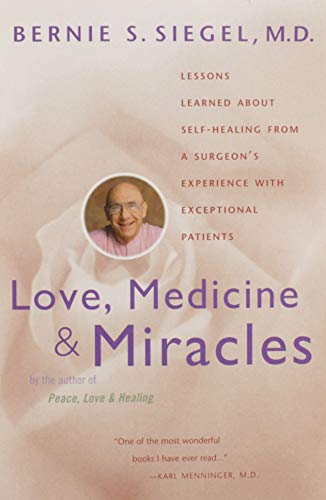 BERNIE S. SIEGEL, M.D.
LESSONS
LEARNED ABOUT
SELF-HEALING FROM
A SURGEON'S
EXPERIENCE WITH
EXCEPTIONAL
PATIENTS
Love, Medicine
& Miracles
by the author of
Peace, Love & Healing
"One of the most wonderful
books I have ever read..."
—KARL MENNINGER, M.D.